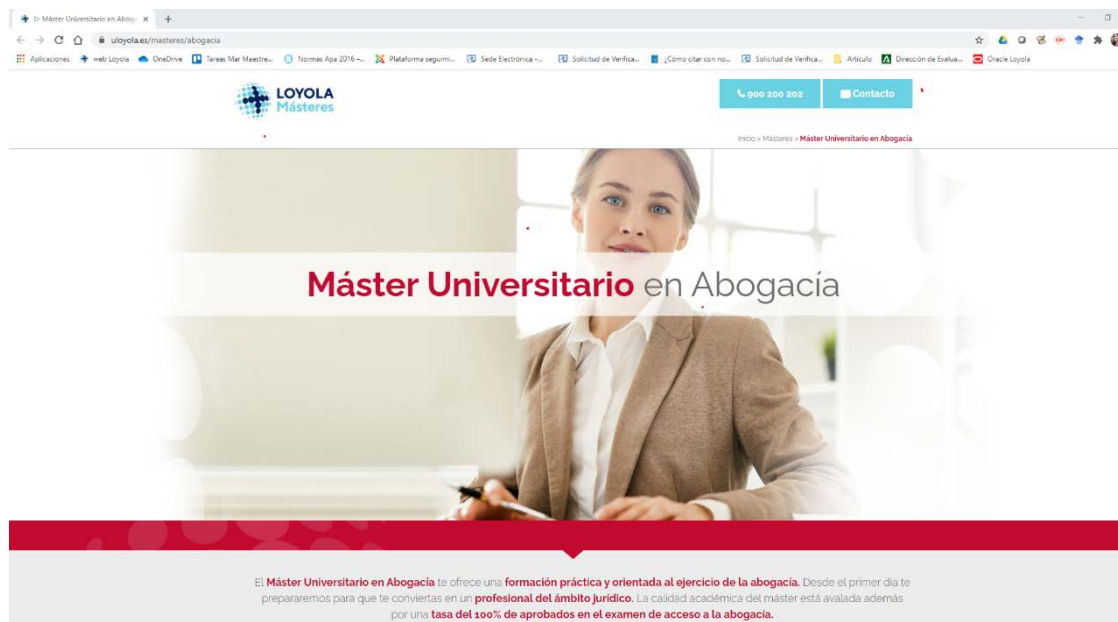 ▷ Máster Universitario en Abog
uloyola.es/masteres/abogacia
Aplicaciones web Loyola OneDrive Tareas Mar Maestre... Normas Apa 2016 –... Plataforma seguimi... Sede Electrónica -... Solicitud de Verifica... ¿Cómo citar con no... Solicitud de Verifica... Artículo Dirección de Evalua... Oracle Loyola
LOYOLA
Másteres
900 200 202 Contacto
Inicio > Másteres > Máster Universitario en Abogacía
Máster Universitario en Abogacía
El Máster Universitario en Abogacía te ofrece una formación práctica y orientada al ejercicio de la abogacía. Desde el primer día te
prepararemos para que te conviertas en un profesional del ámbito jurídico. La calidad académica del máster está avalada además
por una tasa del 100% de aprobados en el examen de acceso a la abogacía.